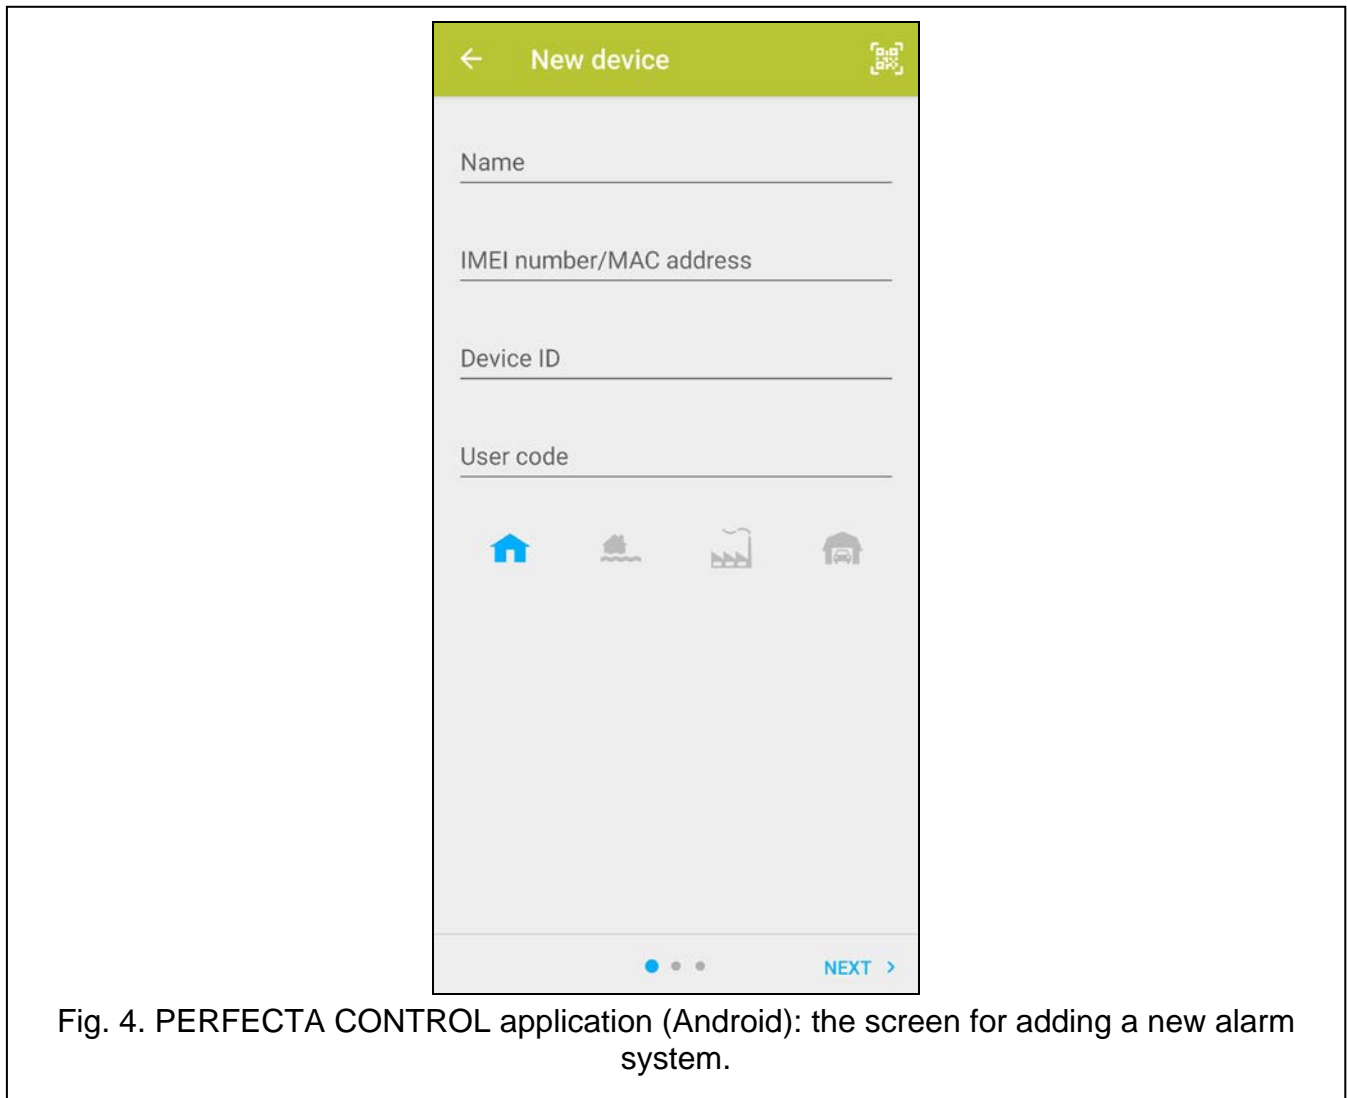 New device
Name
IMEI number/MAC address
Device ID
User code
NEXT
Fig. 4. PERFECTA CONTROL application (Android): the screen for adding a new alarm
system.